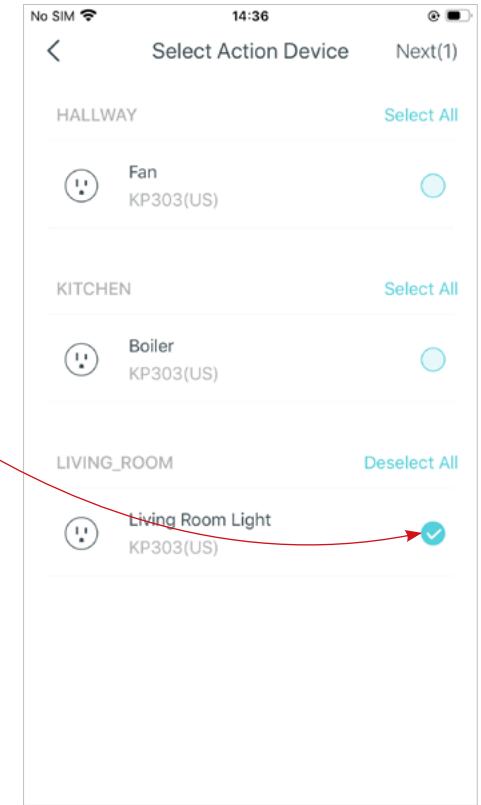 No SIM 14:36
Select Action Device Next(1)
HALLWAY Select All
Fan
KP303(US)
KITCHEN Select All
Boiler
KP303(US)
LIVING_ROOM Deselect All
Living Room Light
KP303(US)